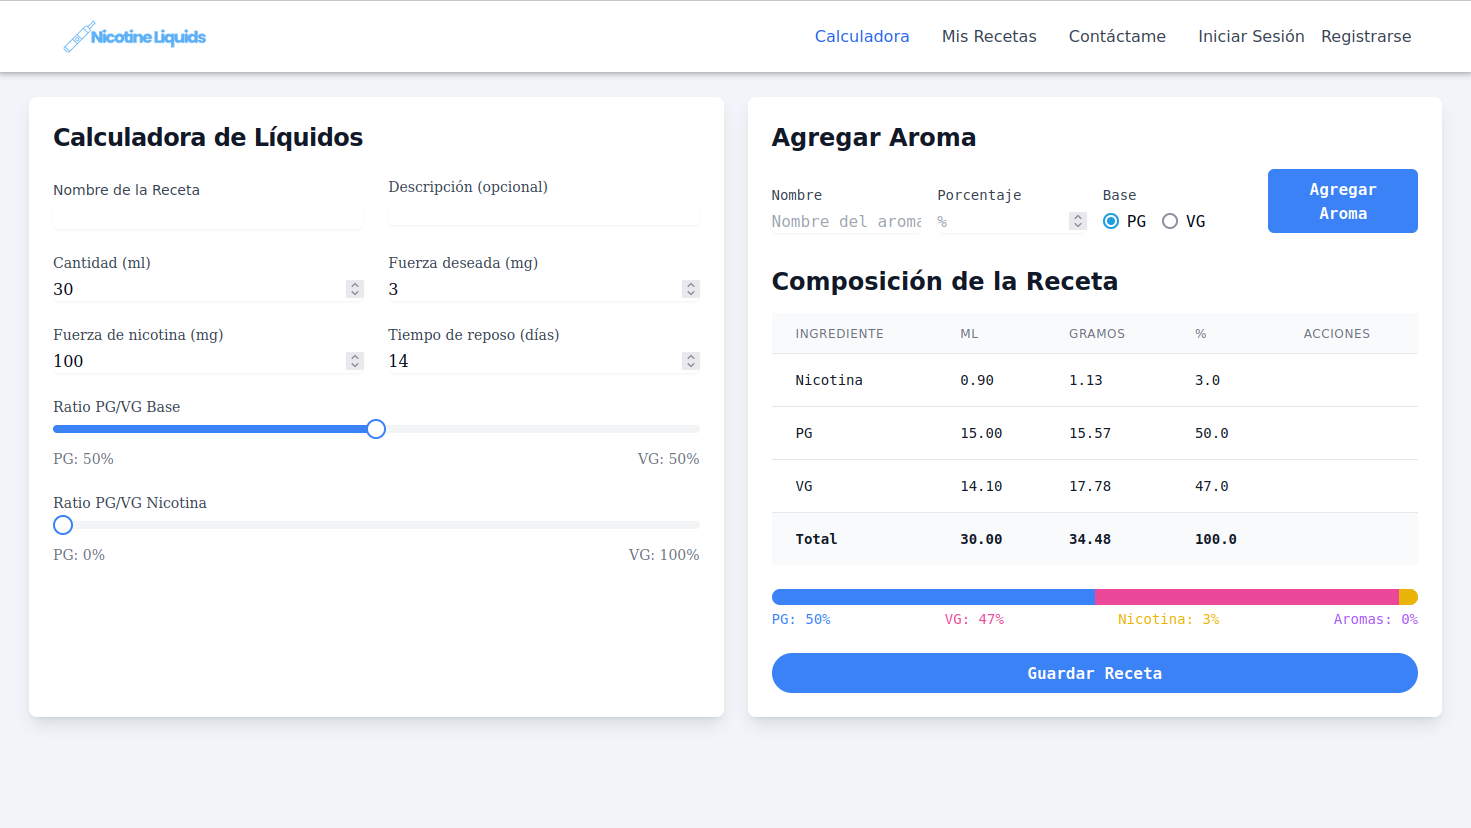 Nicotine Liquids
Calculadora Mis Recetas Contáctame Iniciar Sesión Registrarse
Calculadora de Líquidos
Nombre de la Receta
Descripción (opcional)
Cantidad (ml)
30
Fuerza deseada (mg)
3
Fuerza de nicotina (mg)
100
Tiempo de reposo (días)
14
Ratio PG/VG Base
PG: 50% VG: 50%
Ratio PG/VG Nicotina
PG: 0% VG: 100%
Agregar Aroma
Nombre
Nombre del aroma
Porcentaje
%
Base
PG VG
Agregar
Aroma
Composición de la Receta
INGREDIENTE ML GRAMOS % ACCIONES
Nicotina 0.90 1.13 3.0
PG 15.00 15.57 50.0
VG 14.10 17.78 47.0
Total 30.00 34.48 100.0
PG: 50% VG: 47% Nicotina: 3% Aromas: 0%
Guardar Receta